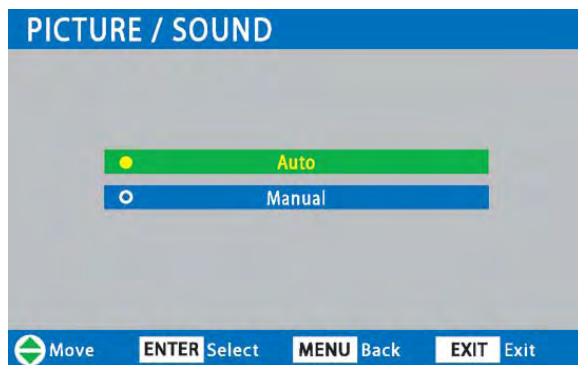 PICTURE / SOUND
Auto
Manual
Move ENTER Select MENU Back EXIT Exit